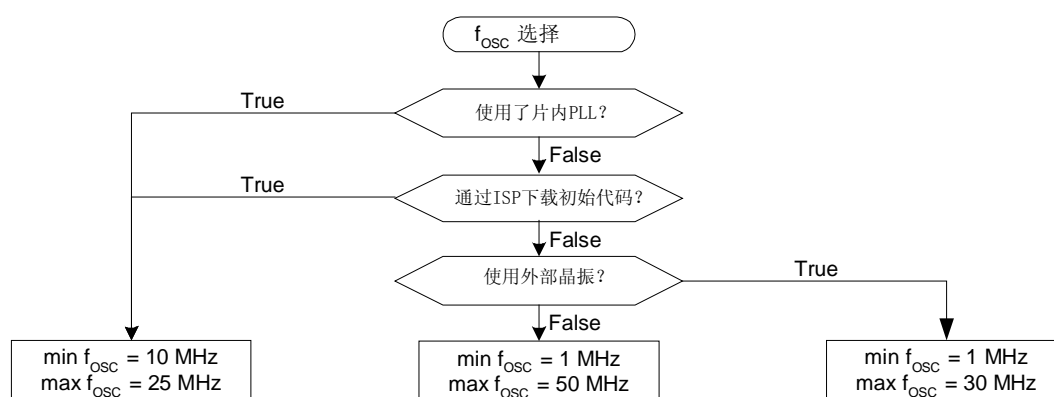 fOSC 选择
True
使用了片内PLL?
False
True
通过ISP下载初始代码?
False
使用外部晶振?
True
False
min fOSC = 10 MHz
max fOSC = 25 MHz
min fOSC = 1 MHz
max fOSC = 50 MHz
min fOSC = 1 MHz
max fOSC = 30 MHz